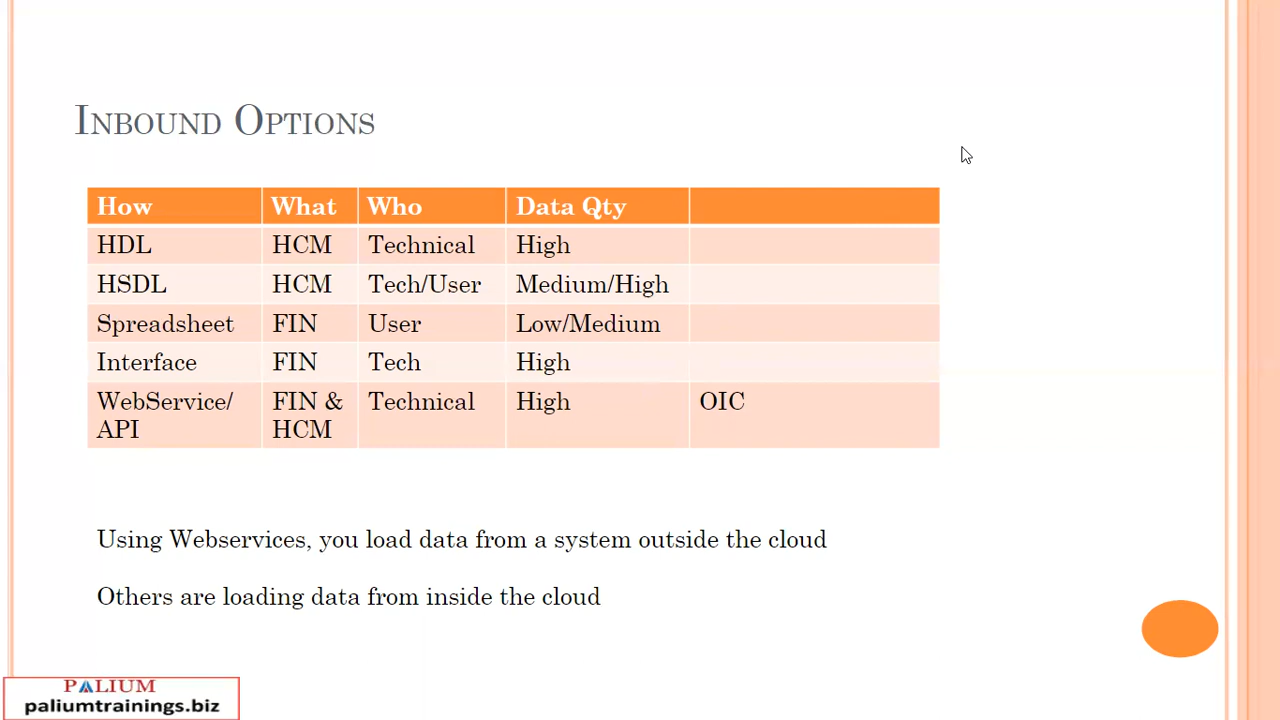 Inbound Options
How What Who Data Qty
HDL HCM Technical High
HSDL HCM Tech/User Medium/High
Spreadsheet FIN User Low/Medium
Interface FIN Tech High
WebService/ FIN & Technical High OIC
API HCM
Using Webservices, you load data from a system outside the cloud
Others are loading data from inside the cloud
PALIUM
paliumtrainings.biz